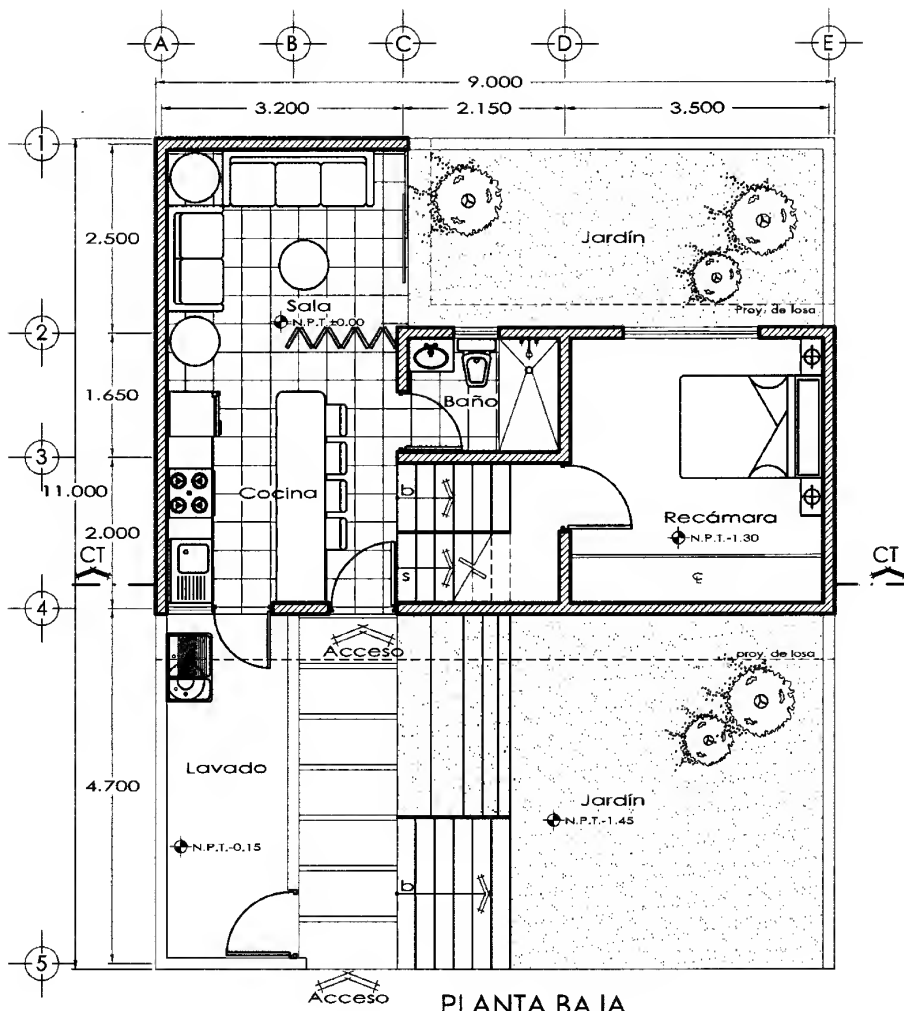 A B C D E
9.000
3.200 2.150 3.500
1
2.500
Jardín
Sala
N.P.T. ±0.00
Proy. de losa
2
1.650
Baño
3
11.000
Cocina
b
2.000
Recámara
N.P.T.-1.30
CT
CT
s
4
Acceso
proy. de losa
Lavado
4.700
Jardín
N.P.T.-1.45
N.P.T.-0.15
b
5
Acceso
PLANTA BAJA